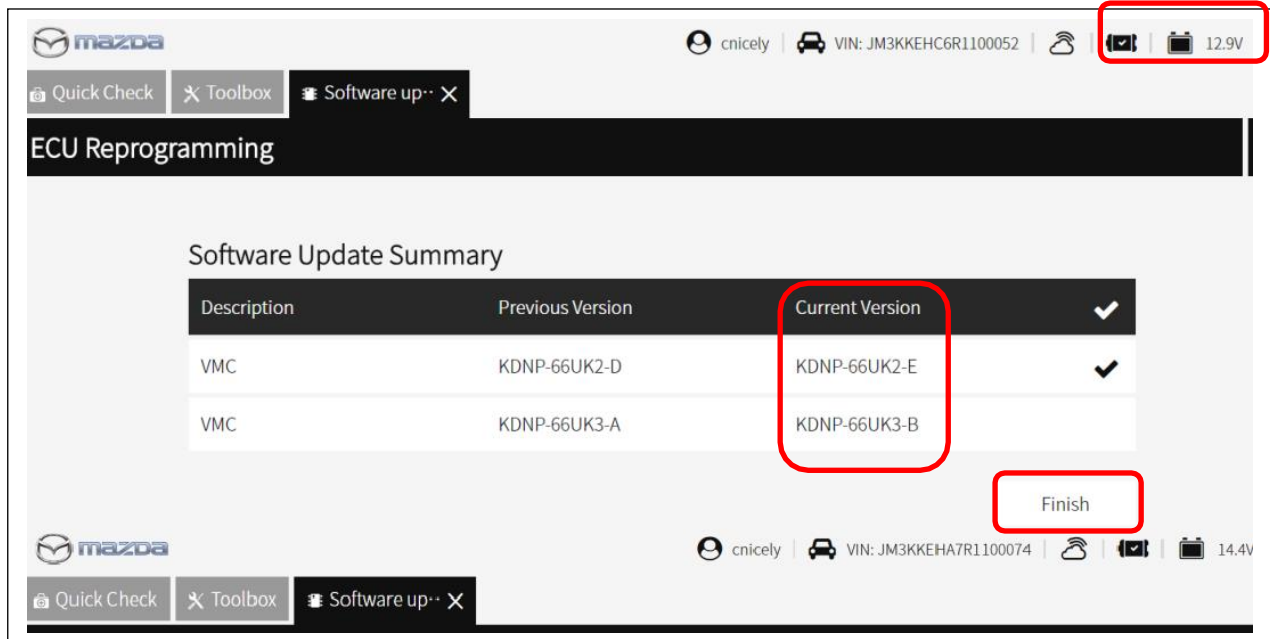 mazda cnicely VIN: JM3KKEHC6R1100052 12.9V
Quick Check Toolbox Software up··
ECU Reprogramming
Software Update Summary
Description Previous Version Current Version
VMC KDNP-66UK2-D KDNP-66UK2-E
VMC KDNP-66UK3-A KDNP-66UK3-B
Finish
mazda cnicely VIN: JM3KKEHA7R1100074 14.4V
Quick Check Toolbox Software up··